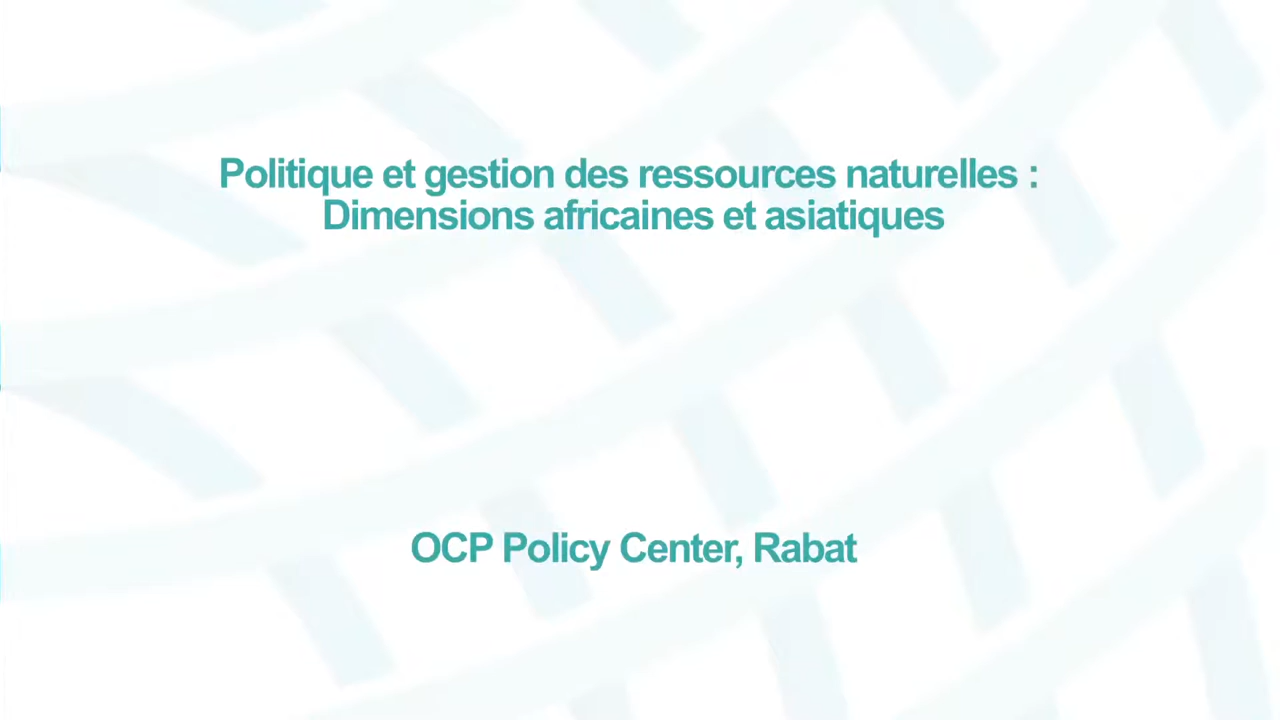 Politique et gestion des ressources naturelles :
Dimensions africaines et asiatiques
OCP Policy Center, Rabat